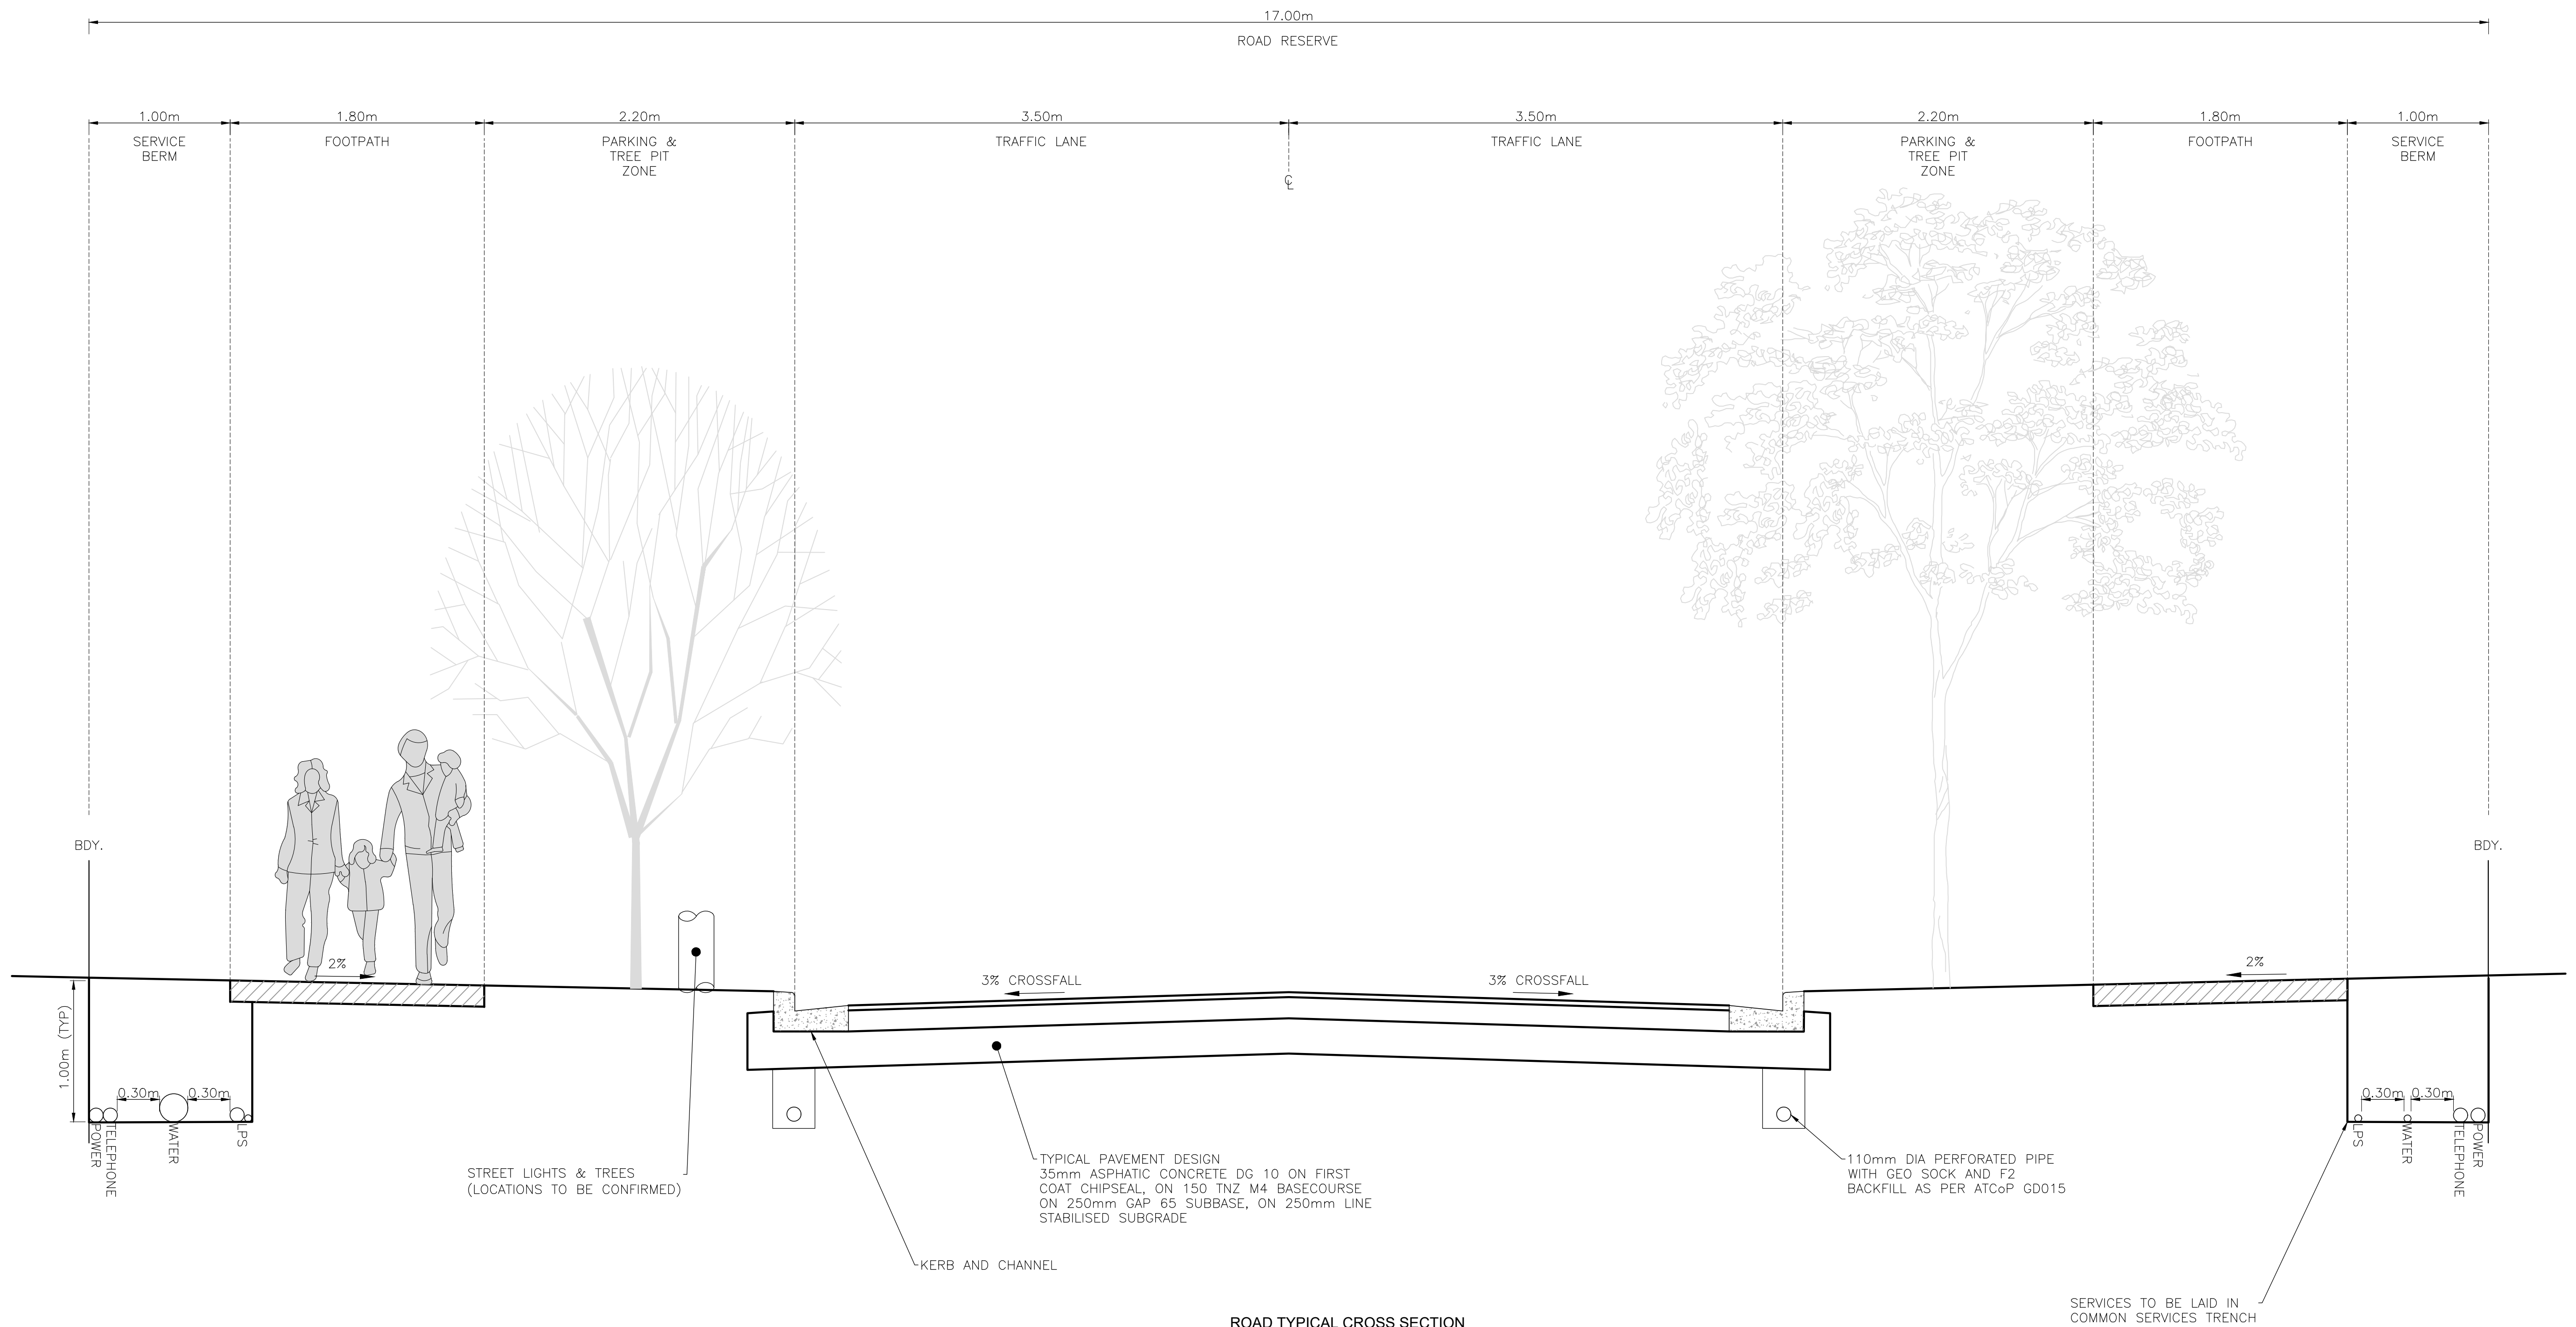 17.00m
ROAD RESERVE
1.00m 1.80m 2.20m 3.50m 3.50m 2.20m 1.80m 1.00m
SERVICE
BERM
FOOTPATH
PARKING &
TREE PIT
ZONE
TRAFFIC LANE
TRAFFIC LANE
PARKING &
TREE PIT
ZONE
FOOTPATH
SERVICE
BERM
℄
BDY.
BDY.
2%
3% CROSSFALL
3% CROSSFALL
2%
1.00m (TYP)
0.30m 0.30m
POWER
TELEPHONE
WATER
LPS
0.30m 0.30m
LPS
WATER
TELEPHONE
POWER
STREET LIGHTS & TREES
(LOCATIONS TO BE CONFIRMED)
TYPICAL PAVEMENT DESIGN
35mm ASPHATIC CONCRETE DG 10 ON FIRST
COAT CHIPSEAL, ON 150 TNZ M4 BASECOURSE
ON 250mm GAP 65 SUBBASE, ON 250mm LINE
STABILISED SUBGRADE
110mm DIA PERFORATED PIPE
WITH GEO SOCK AND F2
BACKFILL AS PER ATCoP GD015
KERB AND CHANNEL
SERVICES TO BE LAID IN
COMMON SERVICES TRENCH
ROAD TYPICAL CROSS SECTION